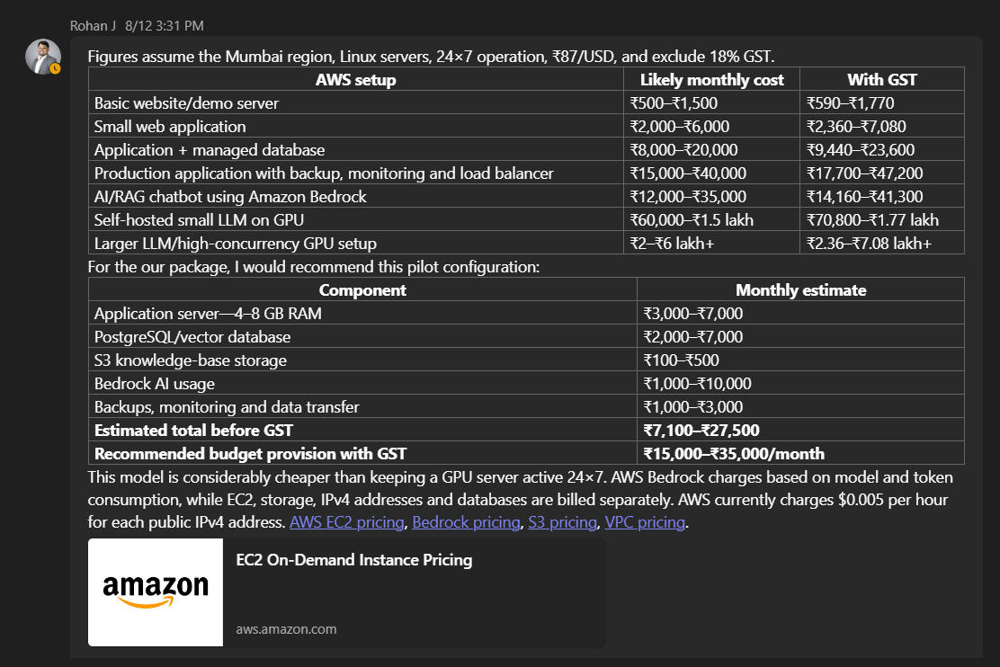 Rohan J 8/12 3:31 PM
Figures assume the Mumbai region, Linux servers, 24×7 operation, ₹87/USD, and exclude 18% GST.
AWS setup Likely monthly cost With GST
Basic website/demo server ₹500–₹1,500 ₹590–₹1,770
Small web application ₹2,000–₹6,000 ₹2,360–₹7,080
Application + managed database ₹8,000–₹20,000 ₹9,440–₹23,600
Production application with backup, monitoring and load balancer ₹15,000–₹40,000 ₹17,700–₹47,200
AI/RAG chatbot using Amazon Bedrock ₹12,000–₹35,000 ₹14,160–₹41,300
Self-hosted small LLM on GPU ₹60,000–₹1.5 lakh ₹70,800–₹1.77 lakh
Larger LLM/high-concurrency GPU setup ₹2–₹6 lakh+ ₹2.36–₹7.08 lakh+
For the our package, I would recommend this pilot configuration:
Component Monthly estimate
Application server—4–8 GB RAM ₹3,000–₹7,000
PostgreSQL/vector database ₹2,000–₹7,000
S3 knowledge-base storage ₹100–₹500
Bedrock AI usage ₹1,000–₹10,000
Backups, monitoring and data transfer ₹1,000–₹3,000
Estimated total before GST ₹7,100–₹27,500
Recommended budget provision with GST ₹15,000–₹35,000/month
This model is considerably cheaper than keeping a GPU server active 24×7. AWS Bedrock charges based on model and token
consumption, while EC2, storage, IPv4 addresses and databases are billed separately. AWS currently charges $0.005 per hour
for each public IPv4 address. AWS EC2 pricing, Bedrock pricing, S3 pricing, VPC pricing.
amazon
EC2 On-Demand Instance Pricing
aws.amazon.com